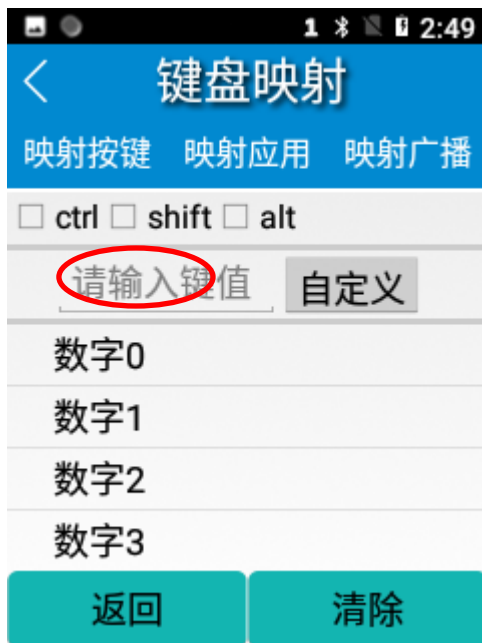 1 2:49
键盘映射
映射按键 映射应用 映射广播
ctrl shift alt
请输入键值 自定义
数字0
数字1
数字2
数字3
返回 清除